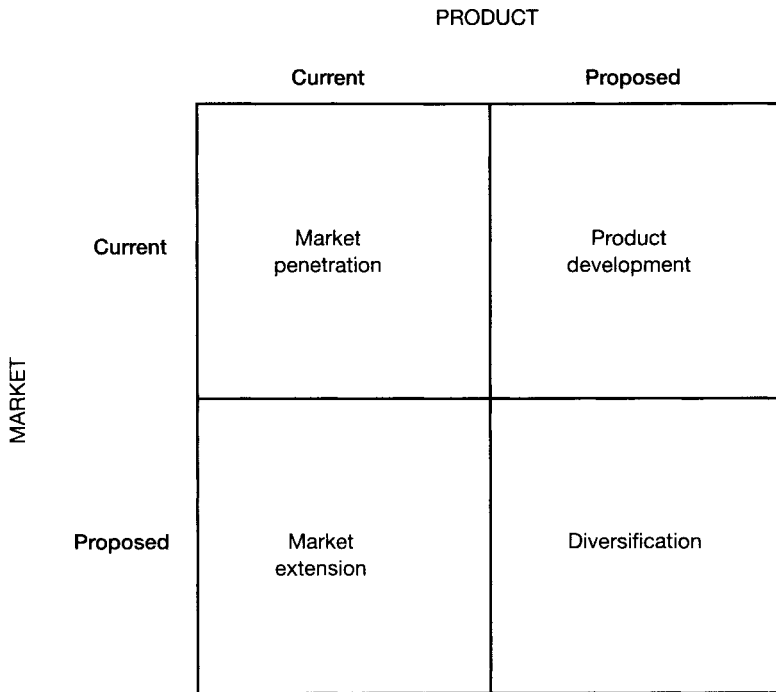 PRODUCT
Current
Proposed
Current
Market
penetration
Product
development
MARKET
Proposed
Market
extension
Diversification